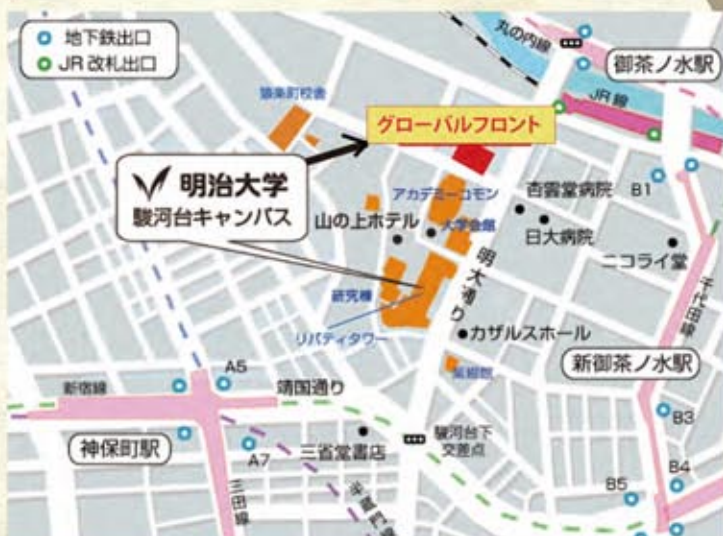 地下鉄出口
JR 改札出口
丸の内線
御茶ノ水駅
JR 線
猿楽町校舎
グローバルフロント
明治大学
駿河台キャンパス
アカデミーコモン
杏雲堂病院
B1
山の上ホテル
大学会館
日大病院
ニコライ堂
明大通り
千代田線
研究棟
リバティタワー
カザルスホール
新御茶ノ水駅
A5
新宿線
靖国通り
B3
神保町駅
A7
三省堂書店
駿河台下
交差点
B4
B5
三田線
半蔵門線